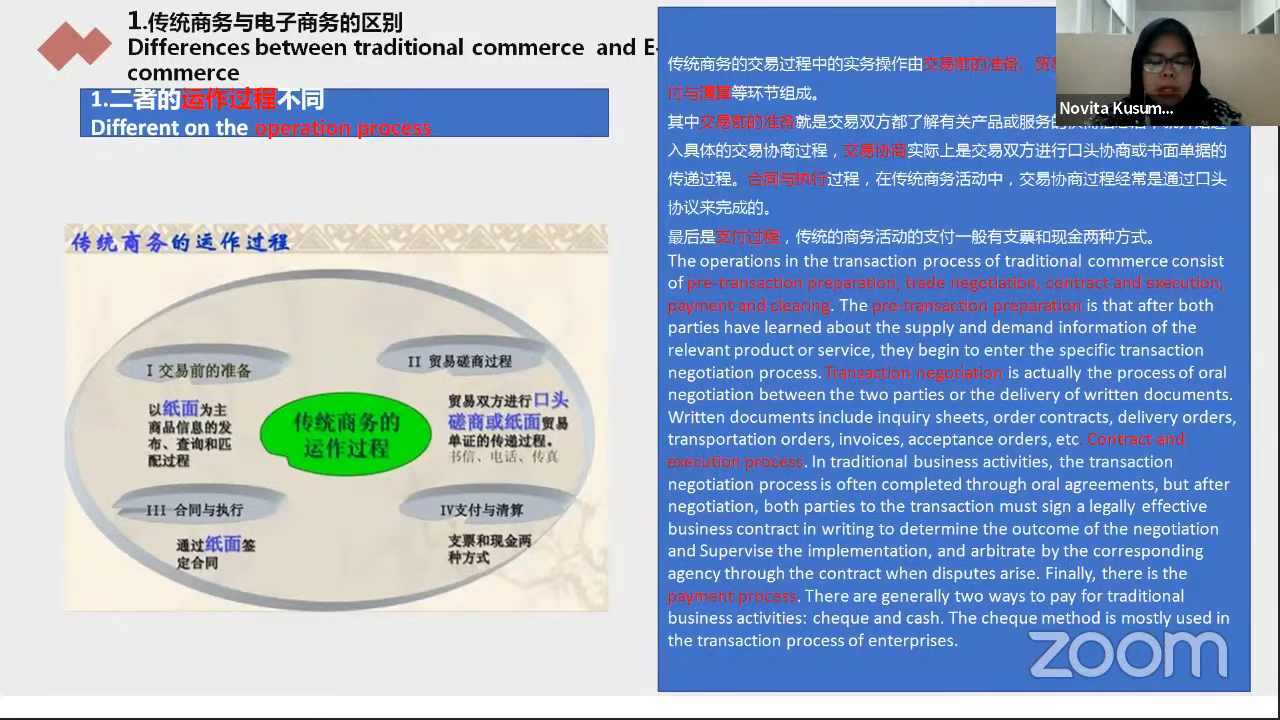 1.传统商务与电子商务的区别
Differences between traditional commerce and E-
commerce
1.二者的运作过程不同
Different on the operation process
传统商务的运作过程
I 交易前的准备
以纸面为主
商品信息的发
布、查询和匹
配过程
II 贸易磋商过程
贸易双方进行口头
磋商或纸面贸易
单证的传递过程。
书信、电话、传真
传统商务的
运作过程
III 合同与执行
通过纸面签
定合同
IV支付与清算
支票和现金两
种方式
传统商务的交易过程中的实务操作由交易前的准备、贸
付与清算等环节组成。
其中交易前的准备就是交易双方都了解有关产品或服务的
入具体的交易协商过程，交易协商实际上是交易双方进行口头协商或书面单据的
传递过程。合同与执行过程，在传统商务活动中，交易协商过程经常是通过口头
协议来完成的。
最后是支付过程，传统的商务活动的支付一般有支票和现金两种方式。
The operations in the transaction process of traditional commerce consist
of pre-transaction preparation, trade negotiation, contract and execution,
payment and clearing. The pre-transaction preparation is that after both
parties have learned about the supply and demand information of the
relevant product or service, they begin to enter the specific transaction
negotiation process. Transaction negotiation is actually the process of oral
negotiation between the two parties or the delivery of written documents.
Written documents include inquiry sheets, order contracts, delivery orders,
transportation orders, invoices, acceptance orders, etc. Contract and
execution process. In traditional business activities, the transaction
negotiation process is often completed through oral agreements, but after
negotiation, both parties to the transaction must sign a legally effective
business contract in writing to determine the outcome of the negotiation
and Supervise the implementation, and arbitrate by the corresponding
agency through the contract when disputes arise. Finally, there is the
payment process. There are generally two ways to pay for traditional
business activities: cheque and cash. The cheque method is mostly used in
the transaction process of enterprises.
Novita Kusum...
zoom